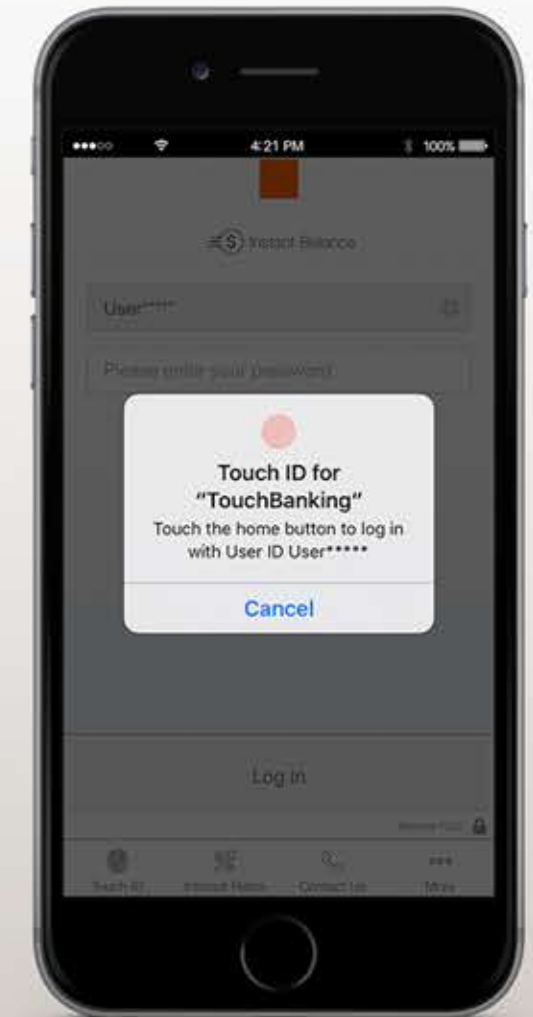 4:21 PM
100%
Instant Balance
User*****
Please enter your password
Touch ID for
"TouchBanking"
Touch the home button to log in
with User ID User*****
Cancel
Log in
Touch ID
Contact Us
More